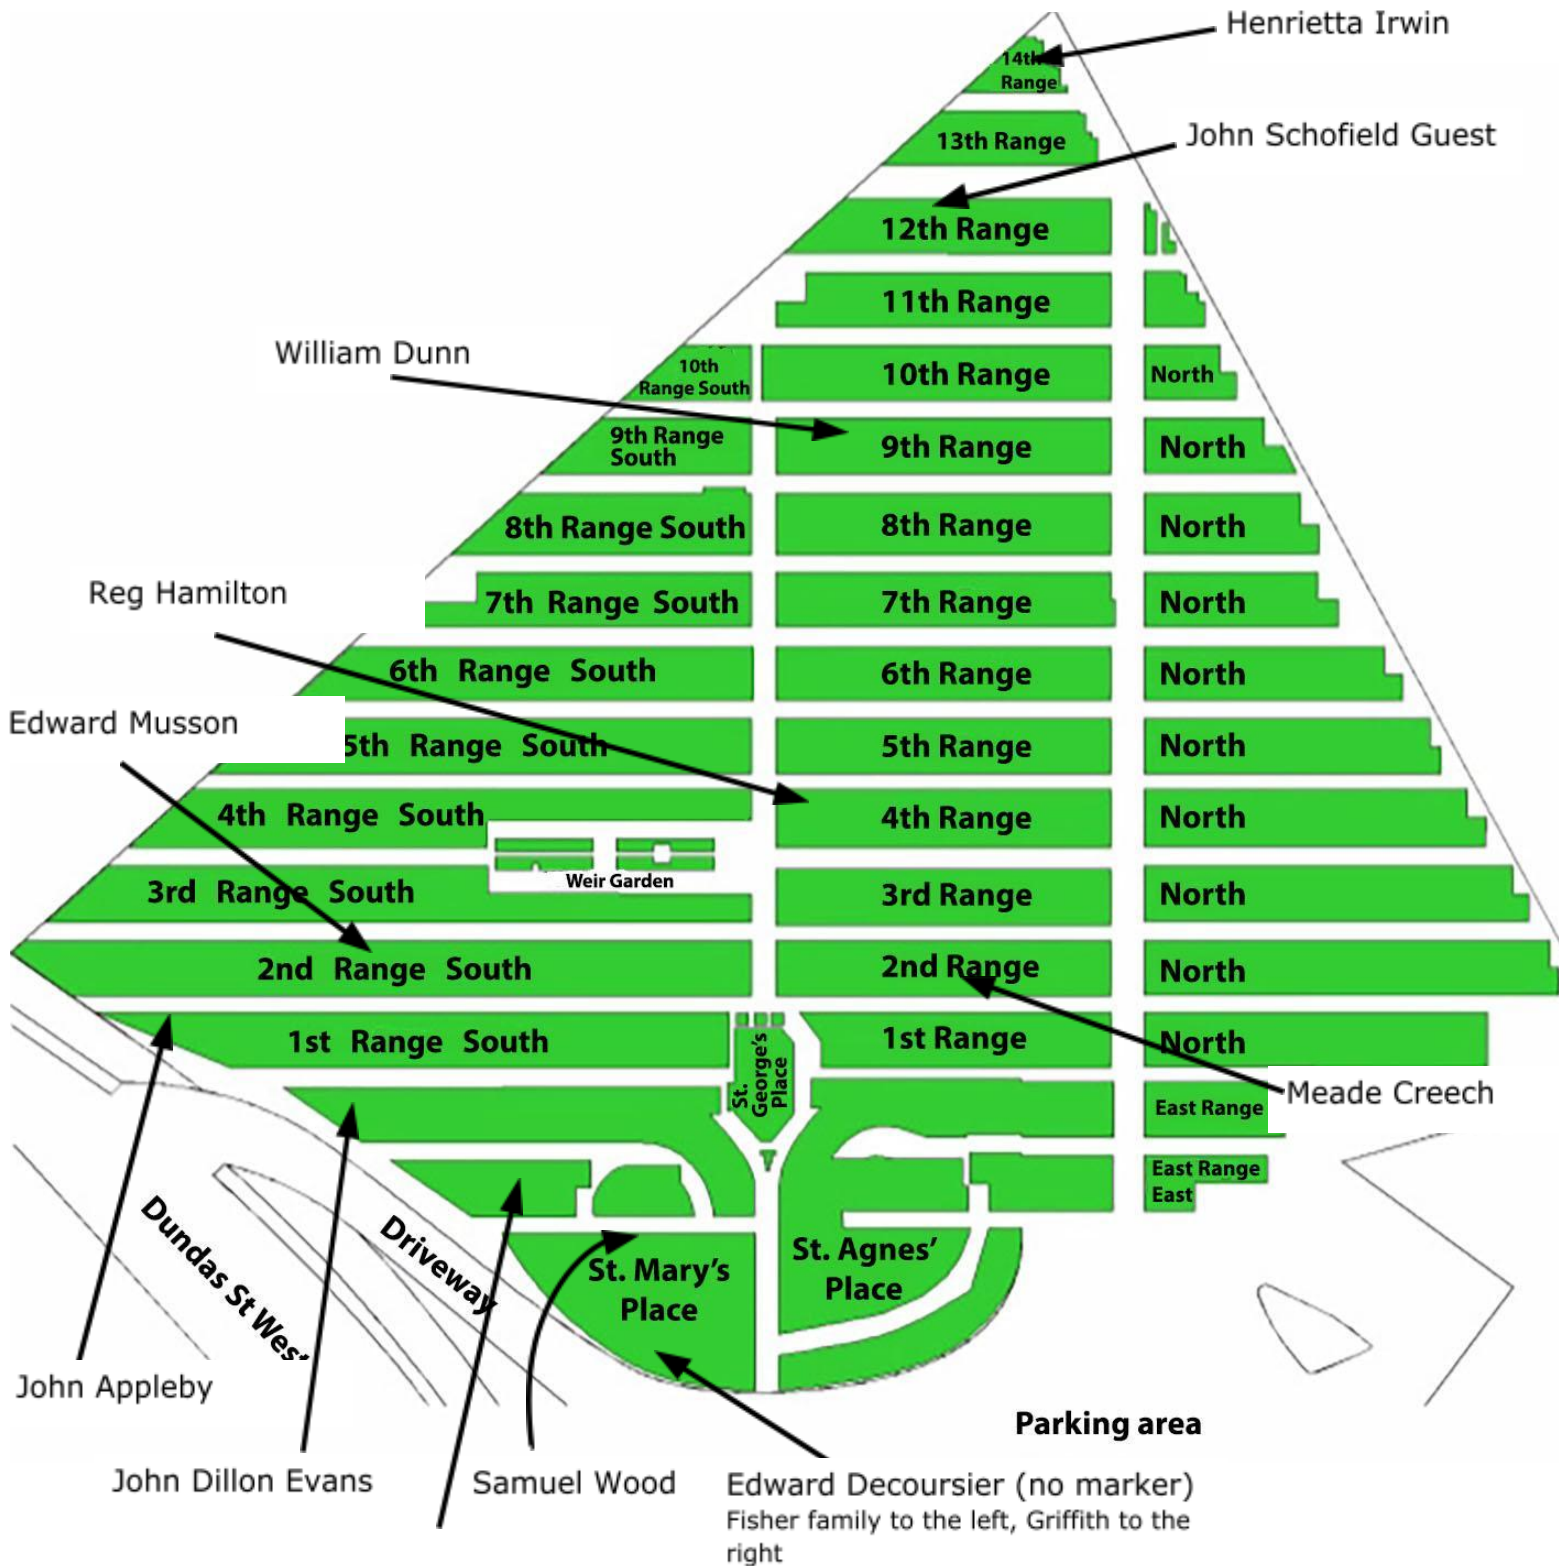 Henrietta Irwin
14th
Range
John Schofield Guest
13th Range
12th Range
11th Range
William Dunn
10th
Range South
10th Range
North
9th Range
South
9th Range
North
8th Range South
8th Range
North
Reg Hamilton
7th Range South
7th Range
North
6th Range South
6th Range
North
Edward Musson
5th Range South
5th Range
North
4th Range South
4th Range
North
Weir Garden
3rd Range South
3rd Range
North
2nd Range South
2nd Range
North
1st Range South
St.
George's
Place
1st Range
North
Meade Creech
East Range
East Range
East
Dundas St West
Driveway
St. Mary's
Place
St. Agnes'
Place
John Appleby
Parking area
John Dillon Evans
Samuel Wood
Edward Decoursier (no marker)
Fisher family to the left, Griffith to the
right